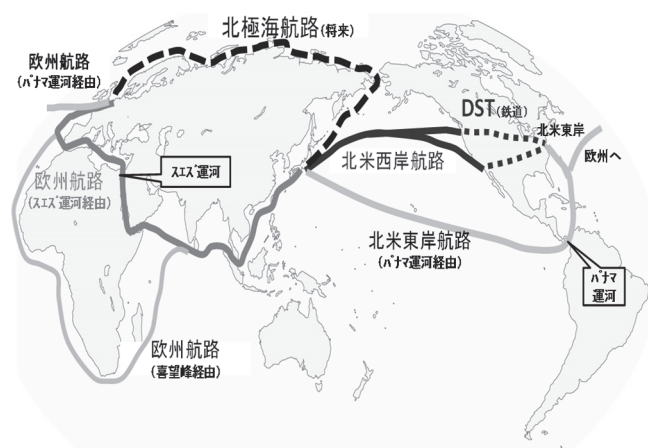 北極海航路(将来)
欧州航路
(ﾊﾟﾅﾏ運河経由)
DST(鉄道)
北米東岸
欧州へ
ｽｴｽﾞ運河
北米西岸航路
欧州航路
(ｽｴｽﾞ運河経由)
北米東岸航路
(ﾊﾟﾅﾏ運河経由)
ﾊﾟﾅﾏ
運河
欧州航路
(喜望峰経由)